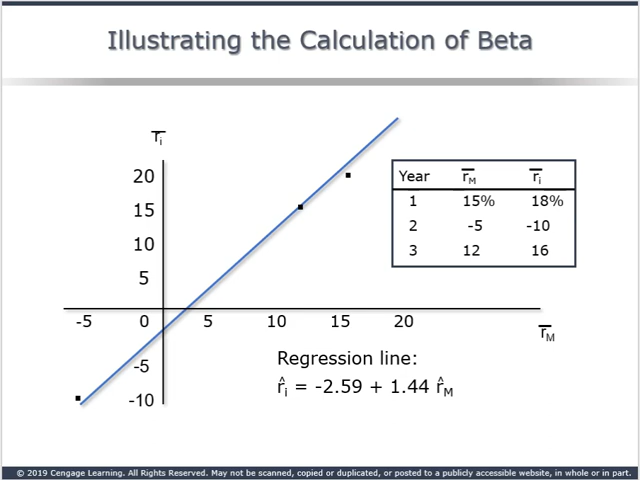 Illustrating the Calculation of Beta
r̅i
20
15
10
5
-5 0 5 10 15 20
r̅M
-5
-10
Year r̅M r̅i
1 15% 18%
2 -5 -10
3 12 16
Regression line:
r̂i = -2.59 + 1.44 r̂M
© 2019 Cengage Learning. All Rights Reserved. May not be scanned, copied or duplicated, or posted to a publicly accessible website, in whole or in part.